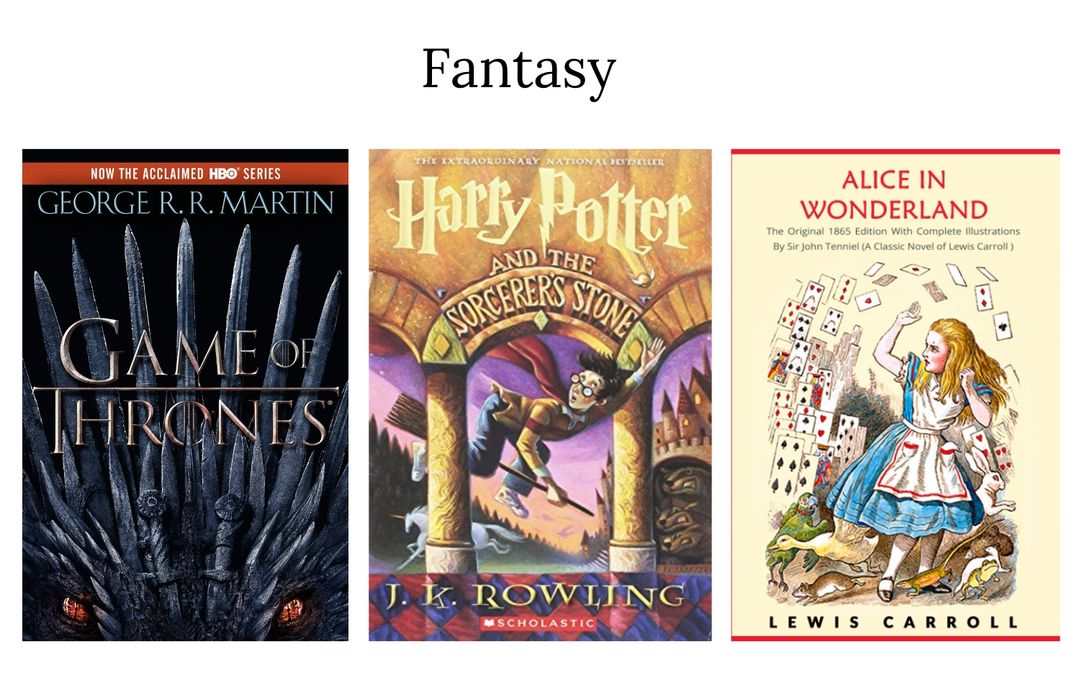 Fantasy
NOW THE ACCLAIMED HBO® SERIES
GEORGE R. R. MARTIN
GAME OF
THRONES®
THE EXTRAORDINARY NATIONAL BESTSELLER
Harry Potter
AND THE
SORCERER'S STONE
J. K. ROWLING
SCHOLASTIC
ALICE IN
WONDERLAND
The Original 1865 Edition With Complete Illustrations
By Sir John Tenniel (A Classic Novel of Lewis Carroll )
LEWIS CARROLL